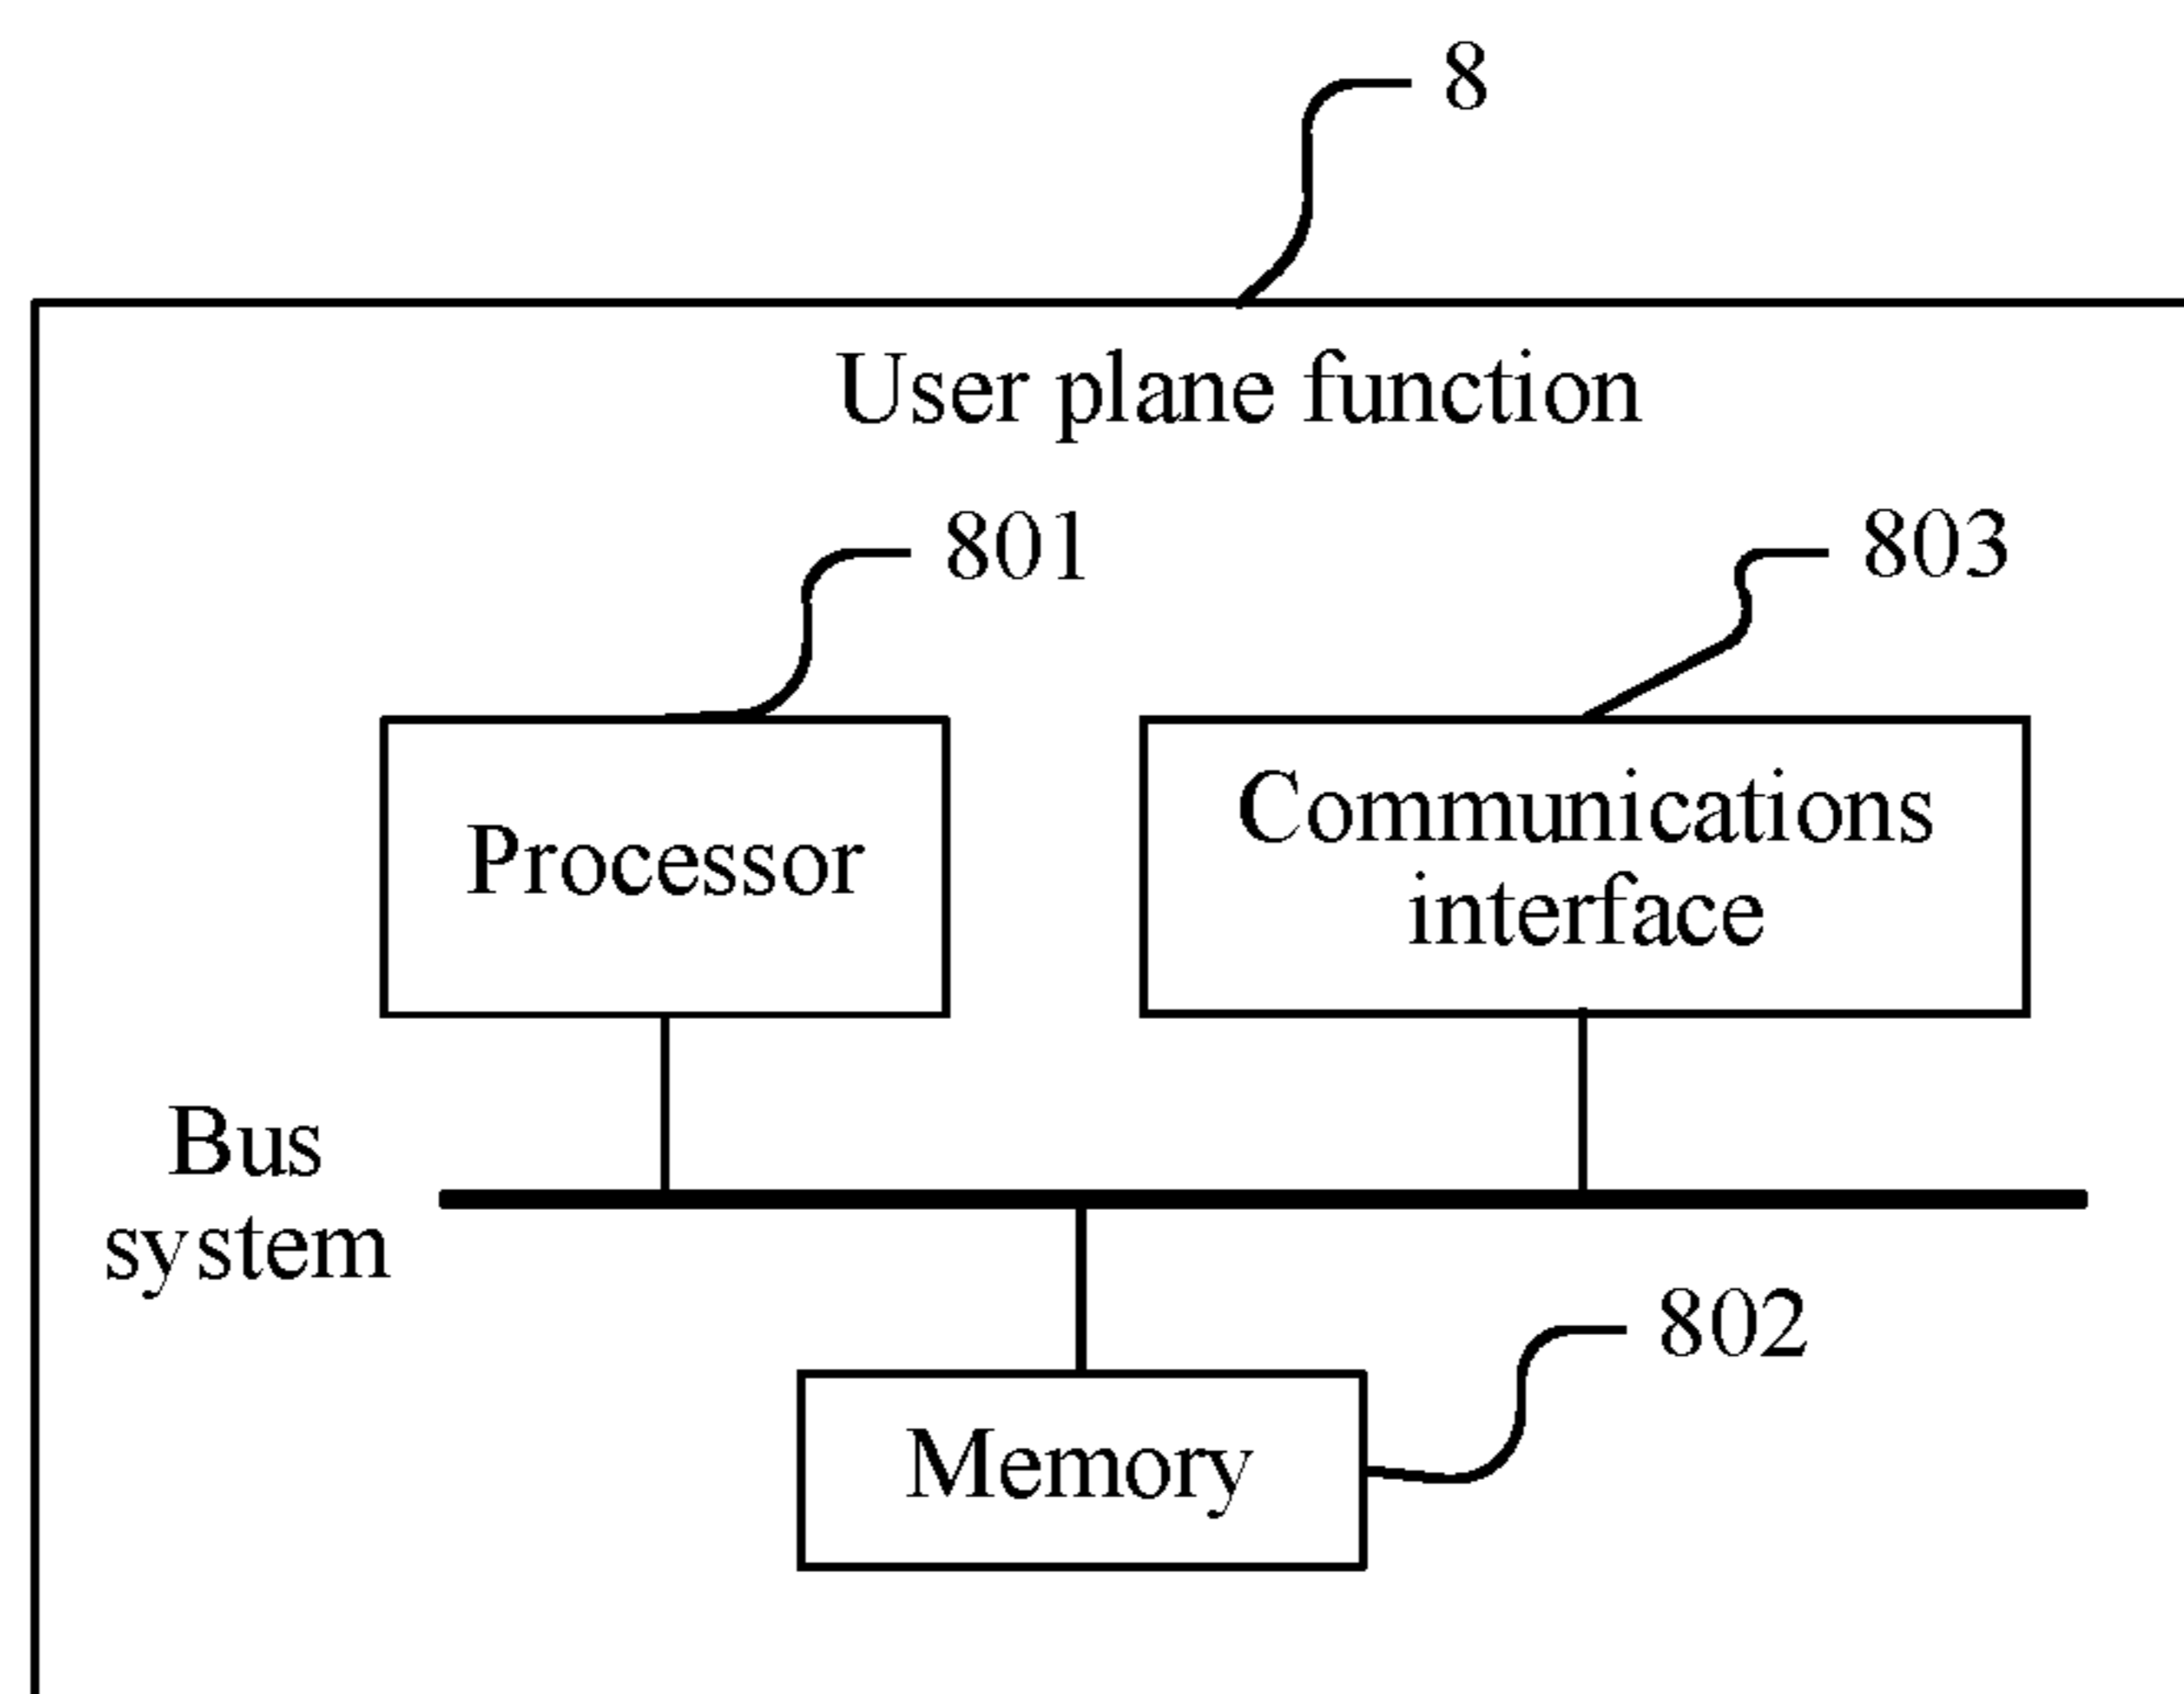 8
User plane function
801
803
Processor
Communications
interface
Bus
system
802
Memory